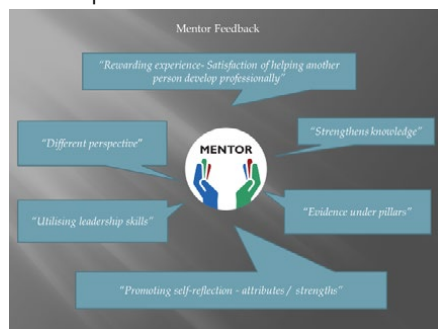 Mentor Feedback
"Rewarding experience- Satisfaction of helping another
person develop professionally"
"Different perspective"
"Strengthens knowledge"
MENTOR
"Utilising leadership skills"
"Evidence under pillars"
"Promoting self-reflection - attributes / strengths"